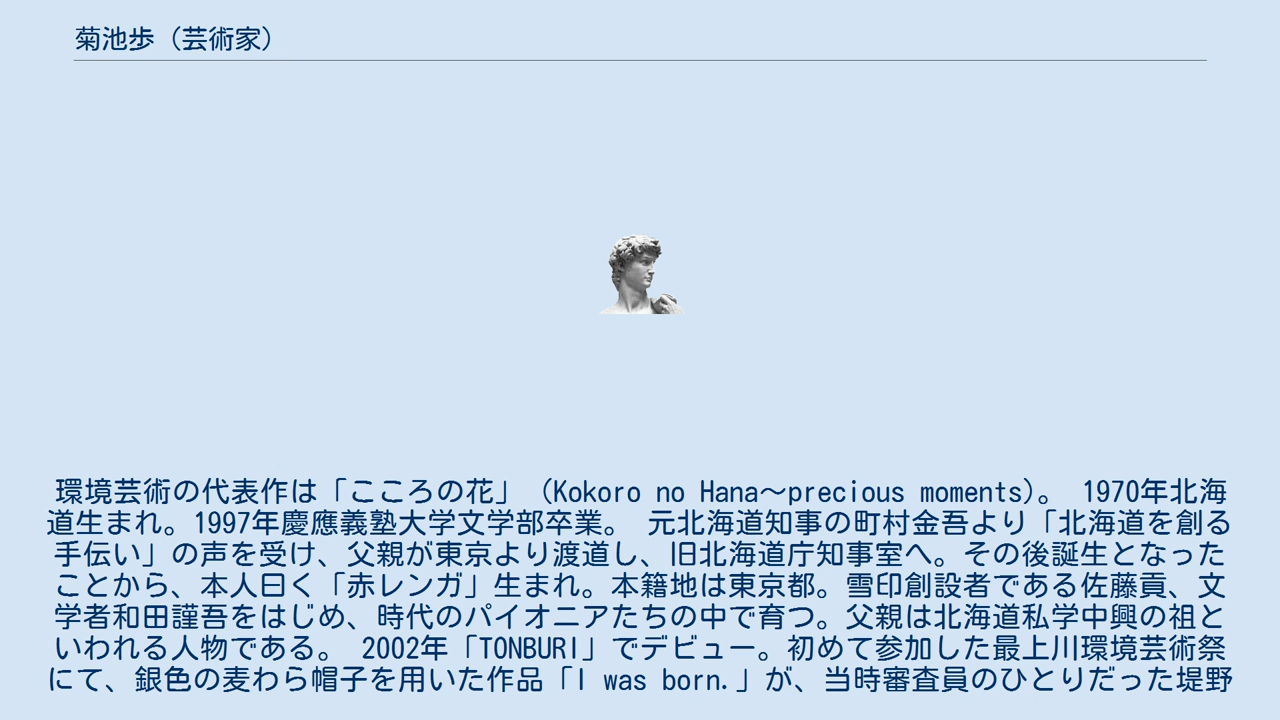 菊池歩（芸術家）
環境芸術の代表作は「こころの花」（Kokoro no Hana～precious moments）。 1970年北海
道生まれ。1997年慶應義塾大学文学部卒業。 元北海道知事の町村金吾より「北海道を創る
手伝い」の声を受け、父親が東京より渡道し、旧北海道庁知事室へ。その後誕生となった
ことから、本人曰く「赤レンガ」生まれ。本籍地は東京都。雪印創設者である佐藤貢、文
学者和田謹吾をはじめ、時代のパイオニアたちの中で育つ。父親は北海道私学中興の祖と
いわれる人物である。 2002年「TONBURI」でデビュー。初めて参加した最上川環境芸術祭
にて、銀色の麦わら帽子を用いた作品「I was born.」が、当時審査員のひとりだった堤野